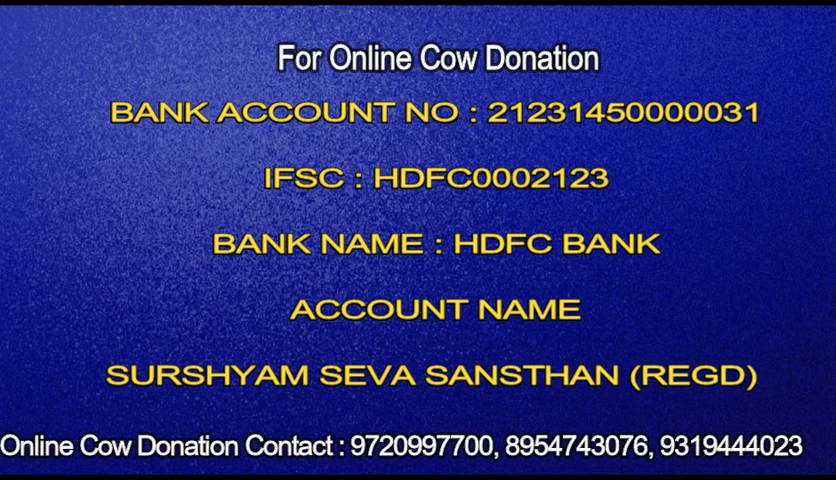 For Online Cow Donation
BANK ACCOUNT NO : 21231450000031
IFSC : HDFC0002123
BANK NAME : HDFC BANK
ACCOUNT NAME
SURSHYAM SEVA SANSTHAN (REGD)
Online Cow Donation Contact : 9720997700, 8954743076, 9319444023